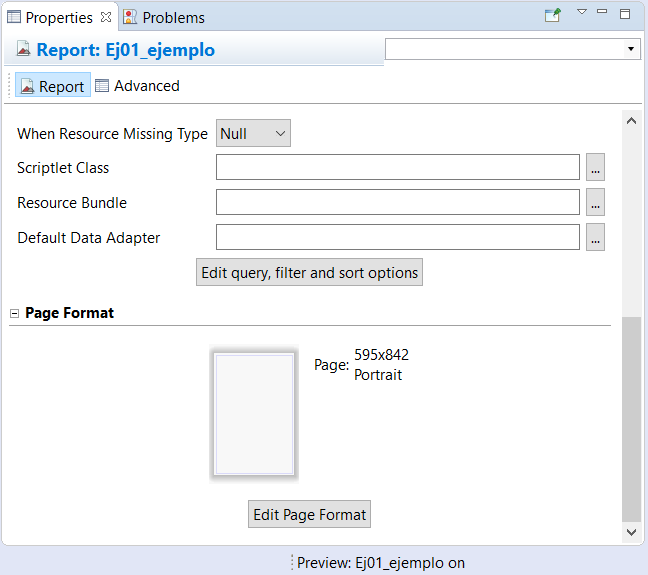 Properties Problems
Report: Ej01_ejemplo
Report Advanced
When Resource Missing Type Null
Scriptlet Class ...
Resource Bundle ...
Default Data Adapter ...
Edit query, filter and sort options
Page Format
Page: 595x842
Portrait
Edit Page Format
Preview: Ej01_ejemplo on